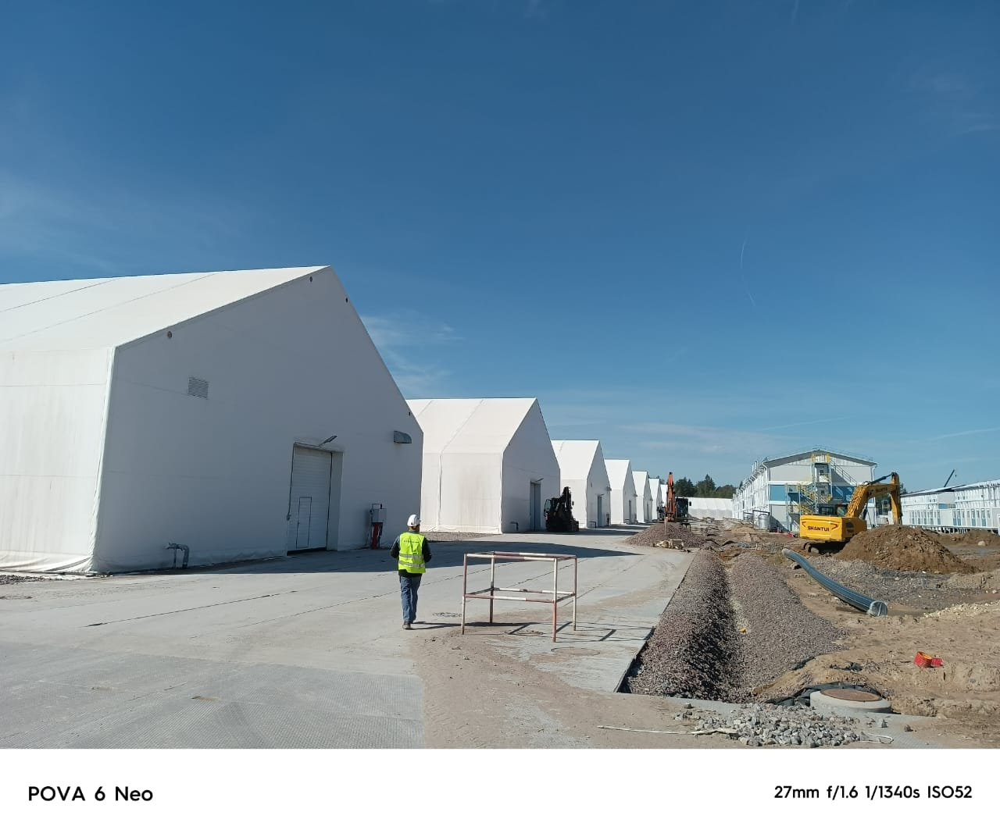 SHANTUI
POVA 6 Neo
27mm f/1.6 1/1340s ISO52